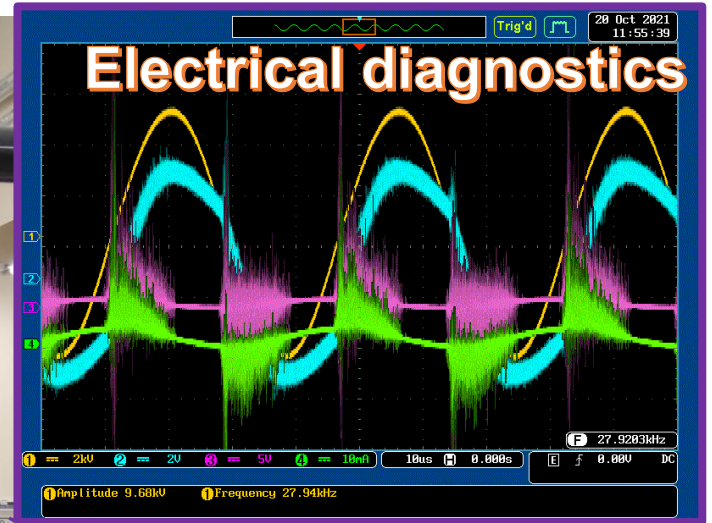 Trig'd
20 Oct 2021
11:55:39
Electrical diagnostics
1
2
3
4
F 27.9203kHz
1 2kV 2 2V 3 5V 4 10mA 10us H 0.000s E 0.00V DC
1 Amplitude 9.68kV 1 Frequency 27.94kHz